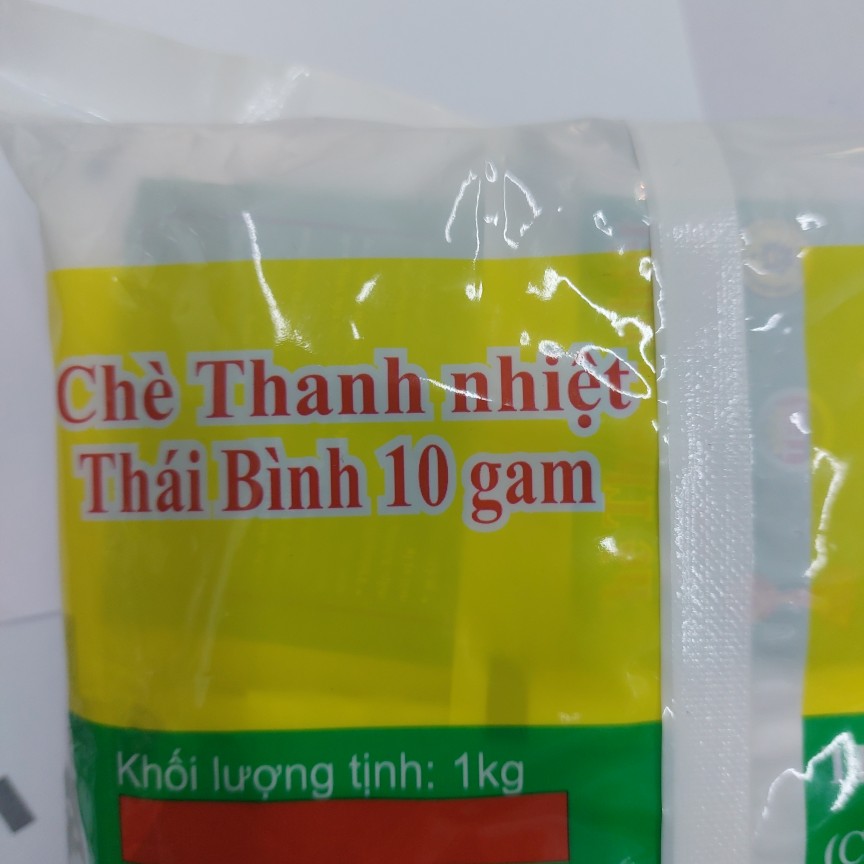 Chè Thanh nhiệt
Thái Bình 10 gam
Khối lượng tịnh: 1kg